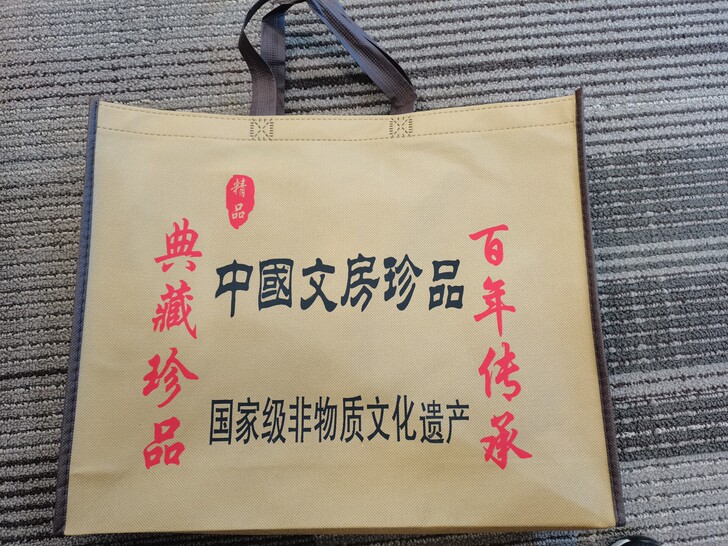 精品
百年传承
中國文房珍品
典藏珍品
国家级非物质文化遗产